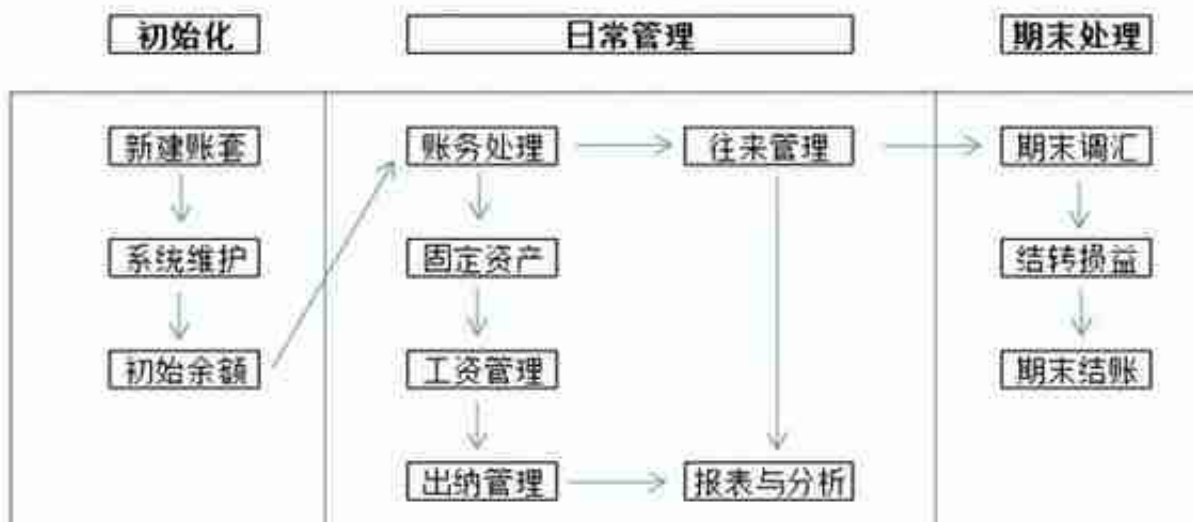 初始化
日常管理
期末处理
新建账套
账务处理
往来管理
期末调汇
系统维护
固定资产
结转损益
初始余额
工资管理
期末结账
出纳管理
报表与分析